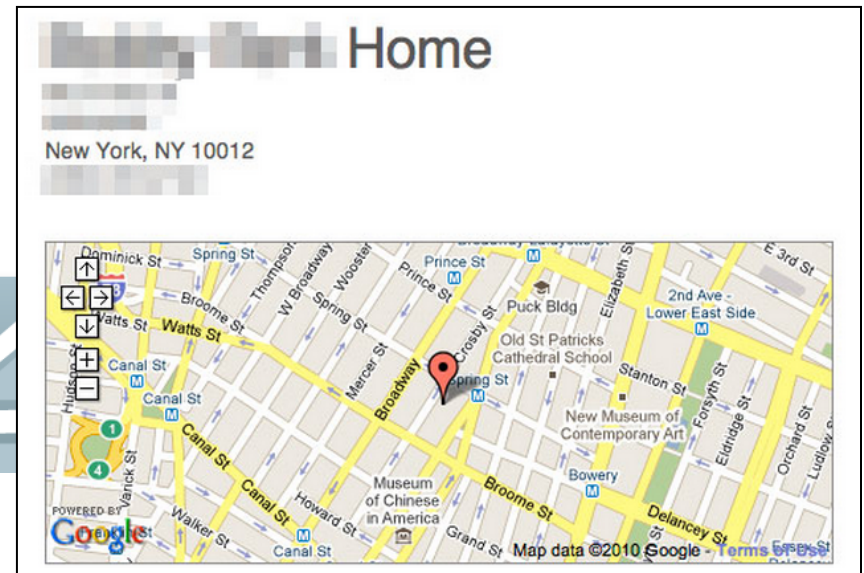 Home
New York, NY 10012
Dominick St
Spring St
Thompson
W Broadway
Wooster
Prince St
Prince St
Elizabeth St
E 3rd St
Puck Bldg
2nd Ave -
Lower East Side
Watts St
Watts St
Broome St
Spring St
Crosby St
Old St Patricks
Cathedral School
Hudson St
Canal St
Mercer St
Broadway
Spring St
Stanton St
Forsyth St
Canal St
New Museum of
Contemporary Art
Eldridge St
Orchard St
Ludlow
1
4
Canal St
Varick St
Museum
of Chinese
in America
Bowery
Broome St
Canal St
Howard St
Delancey St
POWERED BY
Google
Walker St
Canal St
Grand St
Map data ©2010 Google - Terms of Use